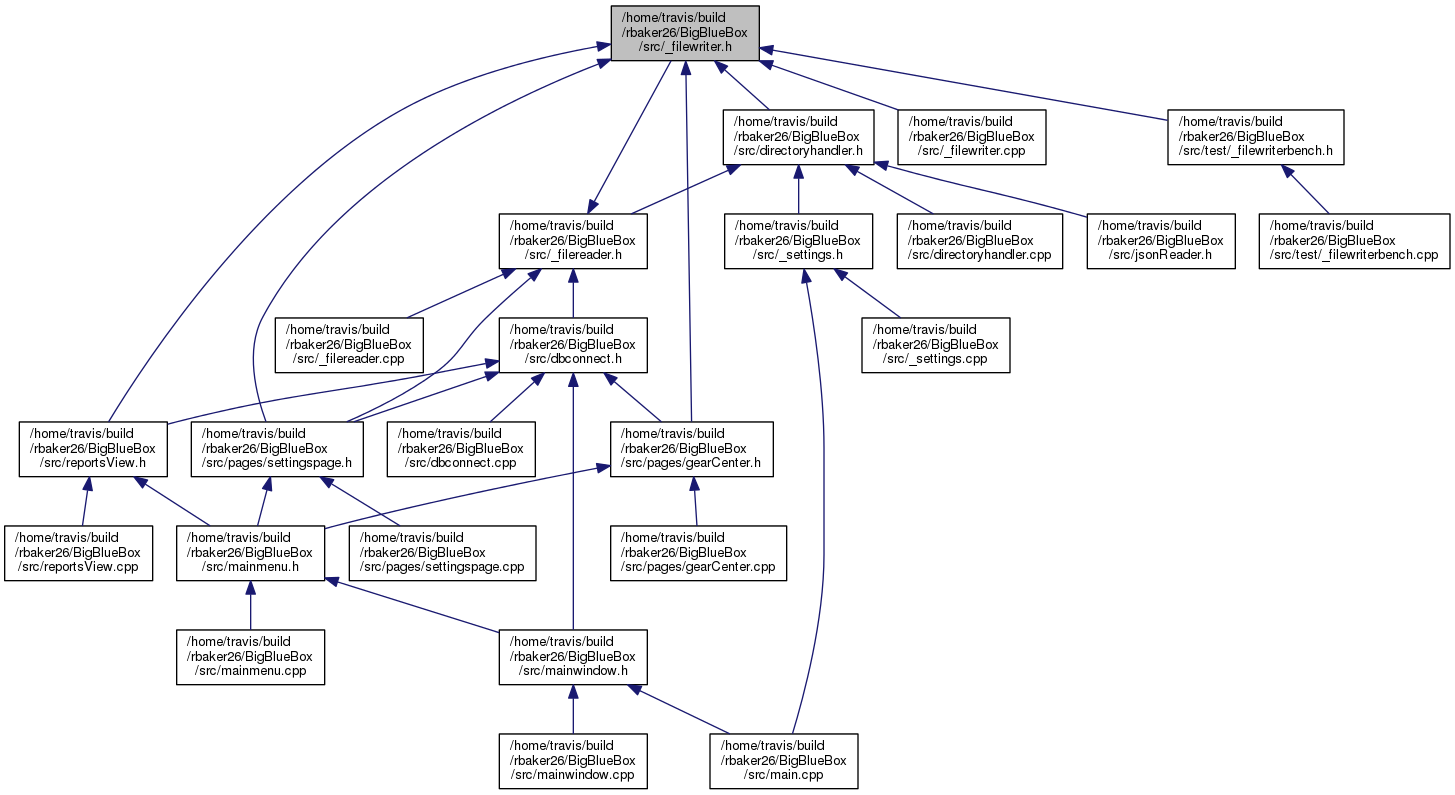 /home/travis/build
/rbaker26/BigBlueBox
/src/_filewriter.h
/home/travis/build
/rbaker26/BigBlueBox
/src/directoryhandler.h
/home/travis/build
/rbaker26/BigBlueBox
/src/_filewriter.cpp
/home/travis/build
/rbaker26/BigBlueBox
/src/test/_filewriterbench.h
/home/travis/build
/rbaker26/BigBlueBox
/src/_filereader.h
/home/travis/build
/rbaker26/BigBlueBox
/src/_settings.h
/home/travis/build
/rbaker26/BigBlueBox
/src/directoryhandler.cpp
/home/travis/build
/rbaker26/BigBlueBox
/src/jsonReader.h
/home/travis/build
/rbaker26/BigBlueBox
/src/test/_filewriterbench.cpp
/home/travis/build
/rbaker26/BigBlueBox
/src/_filereader.cpp
/home/travis/build
/rbaker26/BigBlueBox
/src/dbconnect.h
/home/travis/build
/rbaker26/BigBlueBox
/src/_settings.cpp
/home/travis/build
/rbaker26/BigBlueBox
/src/reportsView.h
/home/travis/build
/rbaker26/BigBlueBox
/src/pages/settingspage.h
/home/travis/build
/rbaker26/BigBlueBox
/src/dbconnect.cpp
/home/travis/build
/rbaker26/BigBlueBox
/src/pages/gearCenter.h
/home/travis/build
/rbaker26/BigBlueBox
/src/reportsView.cpp
/home/travis/build
/rbaker26/BigBlueBox
/src/mainmenu.h
/home/travis/build
/rbaker26/BigBlueBox
/src/pages/settingspage.cpp
/home/travis/build
/rbaker26/BigBlueBox
/src/pages/gearCenter.cpp
/home/travis/build
/rbaker26/BigBlueBox
/src/mainmenu.cpp
/home/travis/build
/rbaker26/BigBlueBox
/src/mainwindow.h
/home/travis/build
/rbaker26/BigBlueBox
/src/mainwindow.cpp
/home/travis/build
/rbaker26/BigBlueBox
/src/main.cpp